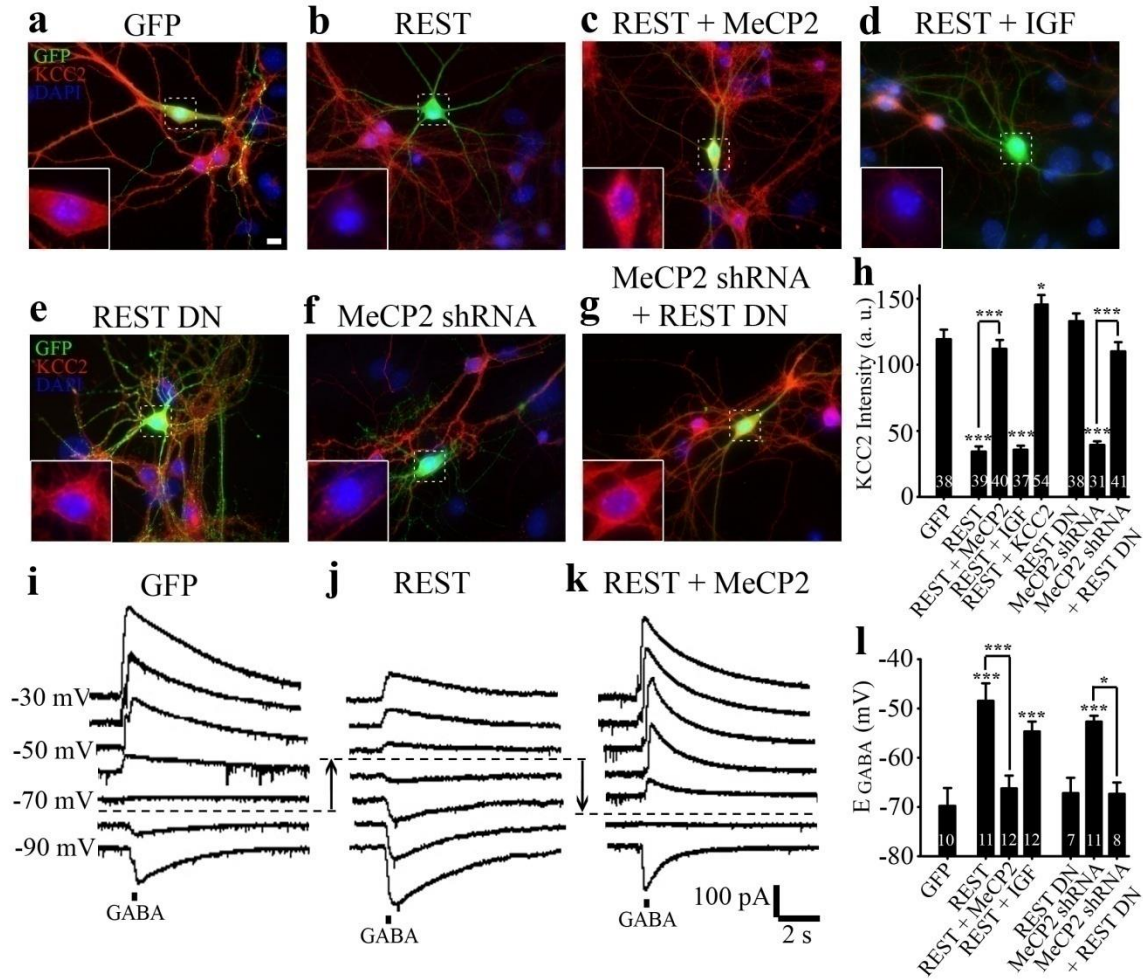 a GFP
b REST
c REST + MeCP2
d REST + IGF
GFP
KCC2
DAPI
e REST DN
f MeCP2 shRNA
g MeCP2 shRNA
+ REST DN
GFP
KCC2
DAPI
h
KCC2 Intensity (a. u.)
150
100
50
0
***
***
***
***
*
***
***
38
39
40
37
54
38
31
41
GFP
REST
REST + MeCP2
REST + IGF
REST + KCC2
REST DN
MeCP2 shRNA
MeCP2 shRNA
+ REST DN
i GFP
j REST
k REST + MeCP2
-30 mV
-50 mV
-70 mV
-90 mV
GABA
GABA
GABA
100 pA
2 s
l
E GABA (mV)
-40
-50
-60
-70
-80
***
***
***
*
***
10
11
12
12
7
11
8
GFP
REST
REST + MeCP2
REST + IGF
REST DN
MeCP2 shRNA
MeCP2 shRNA
+ REST DN